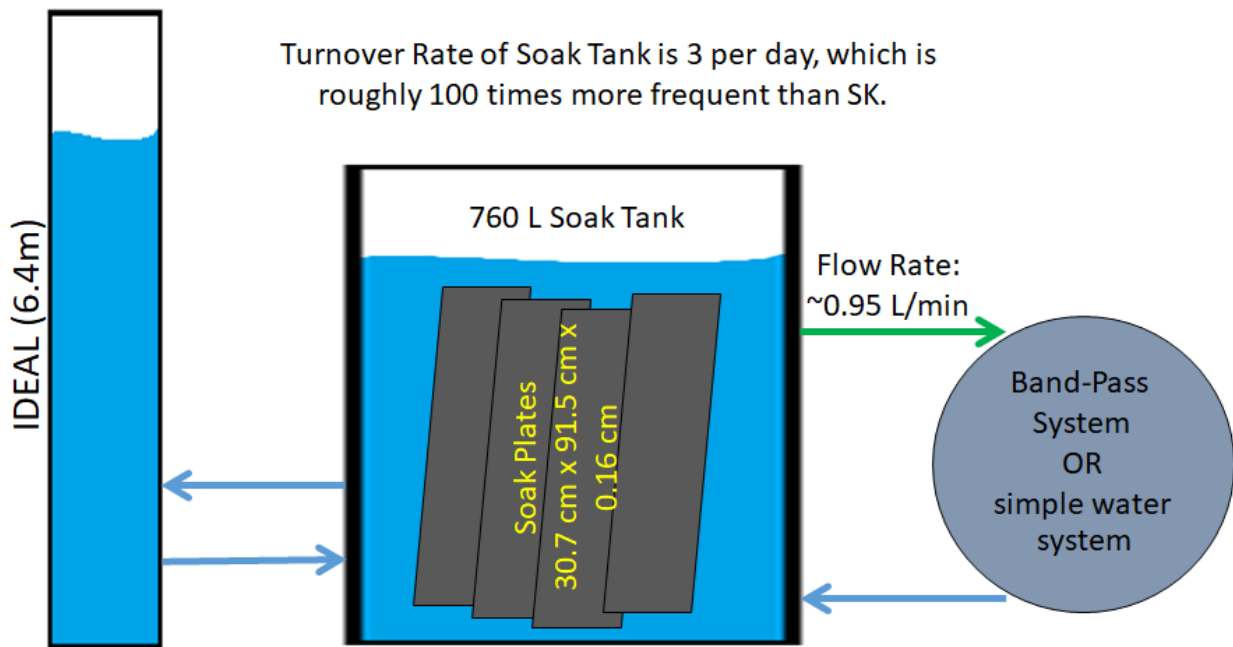 Turnover Rate of Soak Tank is 3 per day, which is
roughly 100 times more frequent than SK.
IDEAL (6.4m)
760 L Soak Tank
Soak Plates
30.7 cm x 91.5 cm x
0.16 cm
Flow Rate:
~0.95 L/min
Band-Pass
System
OR
simple water
system